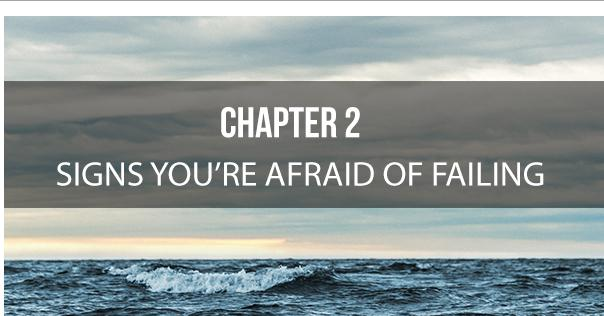 CHAPTER 2
SIGNS YOU’RE AFRAID OF FAILING